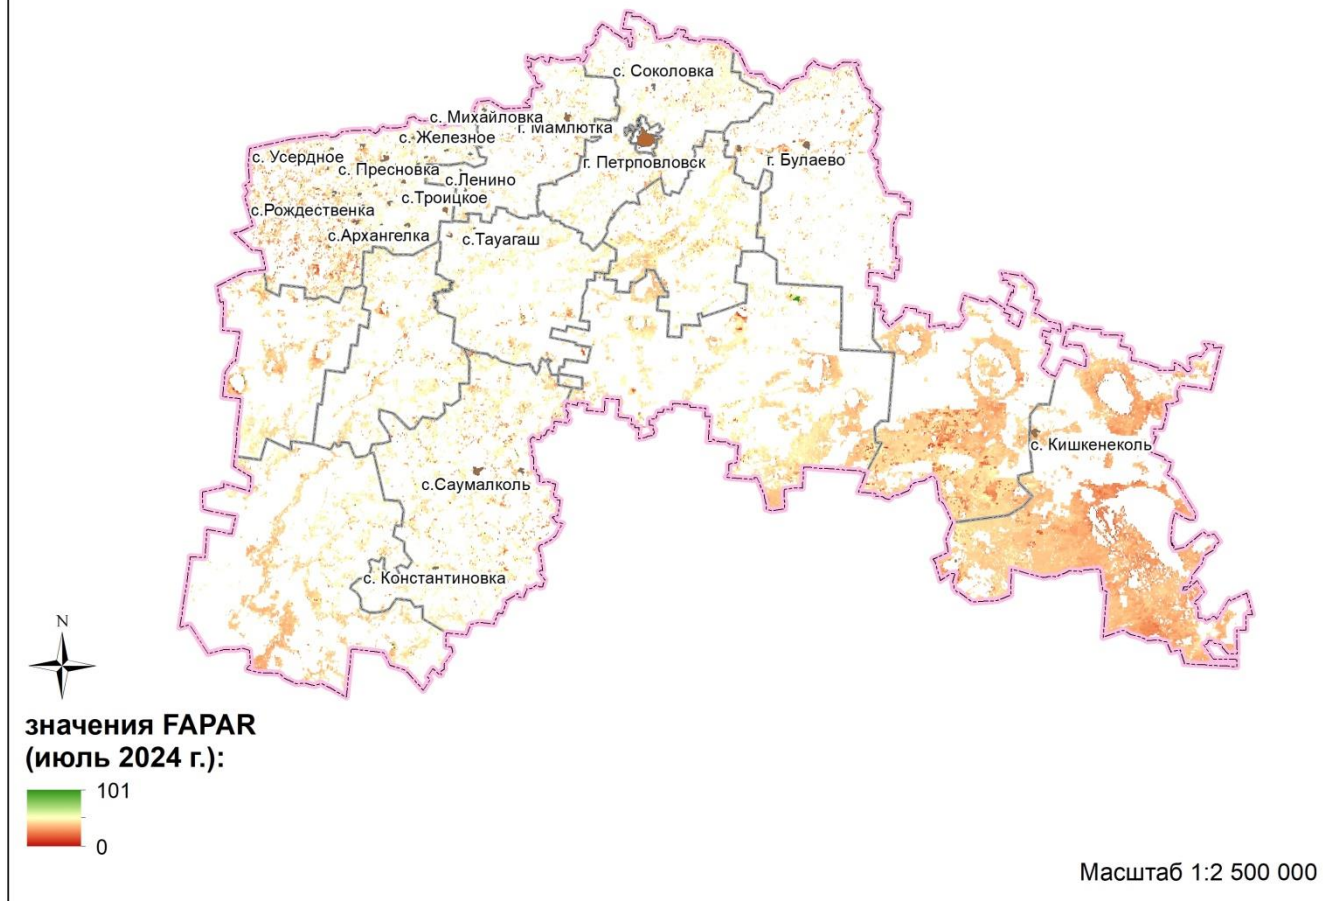 с. Соколовка
с. Михайловка
г. Мамлютка
с. Железное
с. Усердное
с. Пресновка
г. Петрповловск
г. Булаево
с.Ленино
с.Троицкое
с.Рождественка
с.Архангелка
с.Тауагаш
с. Кишкенеколь
с.Саумалколь
с. Константиновка
N
значения FAPAR
(июль 2024 г.):
101
0
Масштаб 1:2 500 000